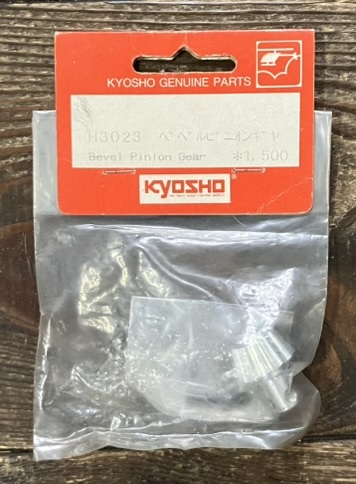 KYOSHO GENUINE PARTS
H3023 ベベルピニオンギヤ
Bevel Pinion Gear *1,500
KYOSHO